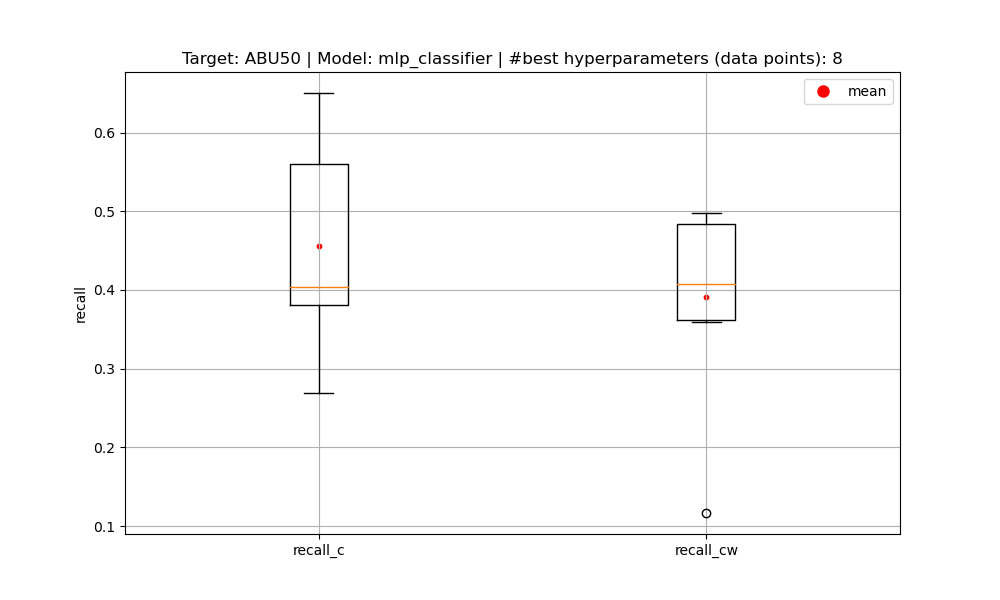 Target: ABU50 | Model: mlp_classifier | #best hyperparameters (data points): 8
mean
0.6
0.5
0.4
0.3
0.2
0.1
recall
recall_c
recall_cw